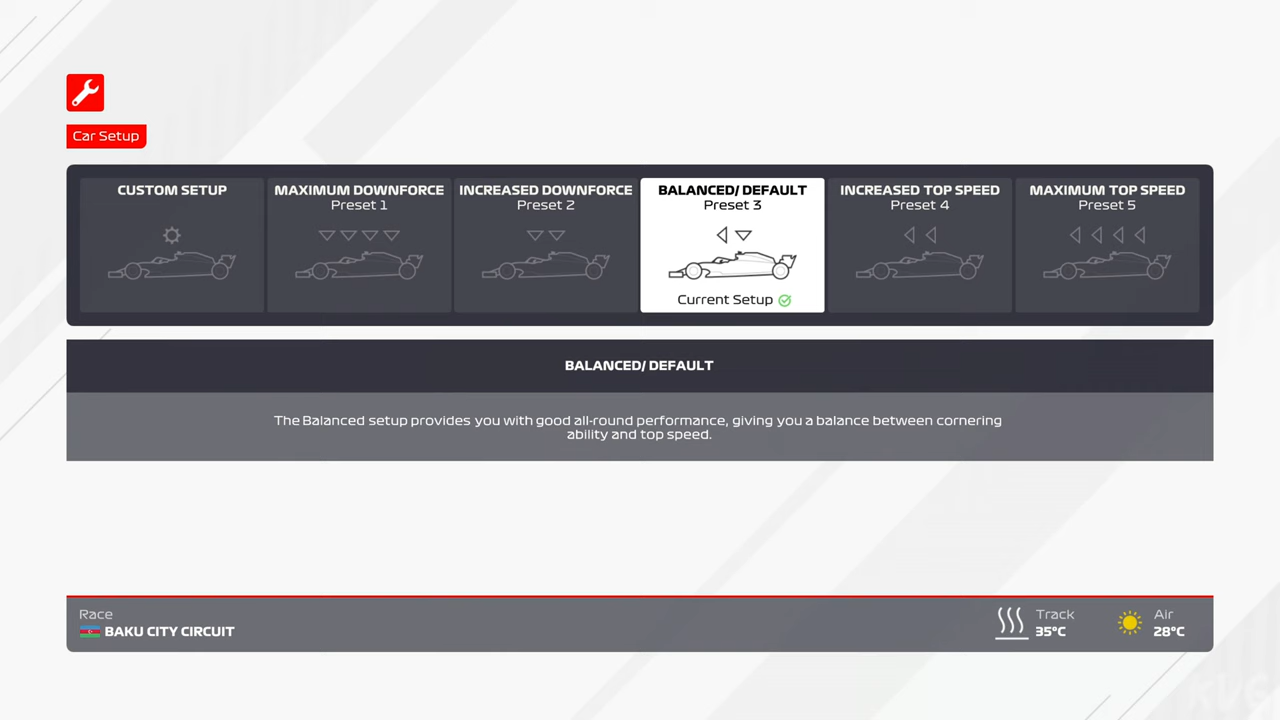 Car Setup
CUSTOM SETUP
MAXIMUM DOWNFORCE
Preset 1
INCREASED DOWNFORCE
Preset 2
BALANCED/ DEFAULT
Preset 3
Current Setup
INCREASED TOP SPEED
Preset 4
MAXIMUM TOP SPEED
Preset 5
BALANCED/ DEFAULT
The Balanced setup provides you with good all-round performance, giving you a balance between cornering
ability and top speed.
Race
BAKU CITY CIRCUIT
Track
35°C
Air
28°C
KVG